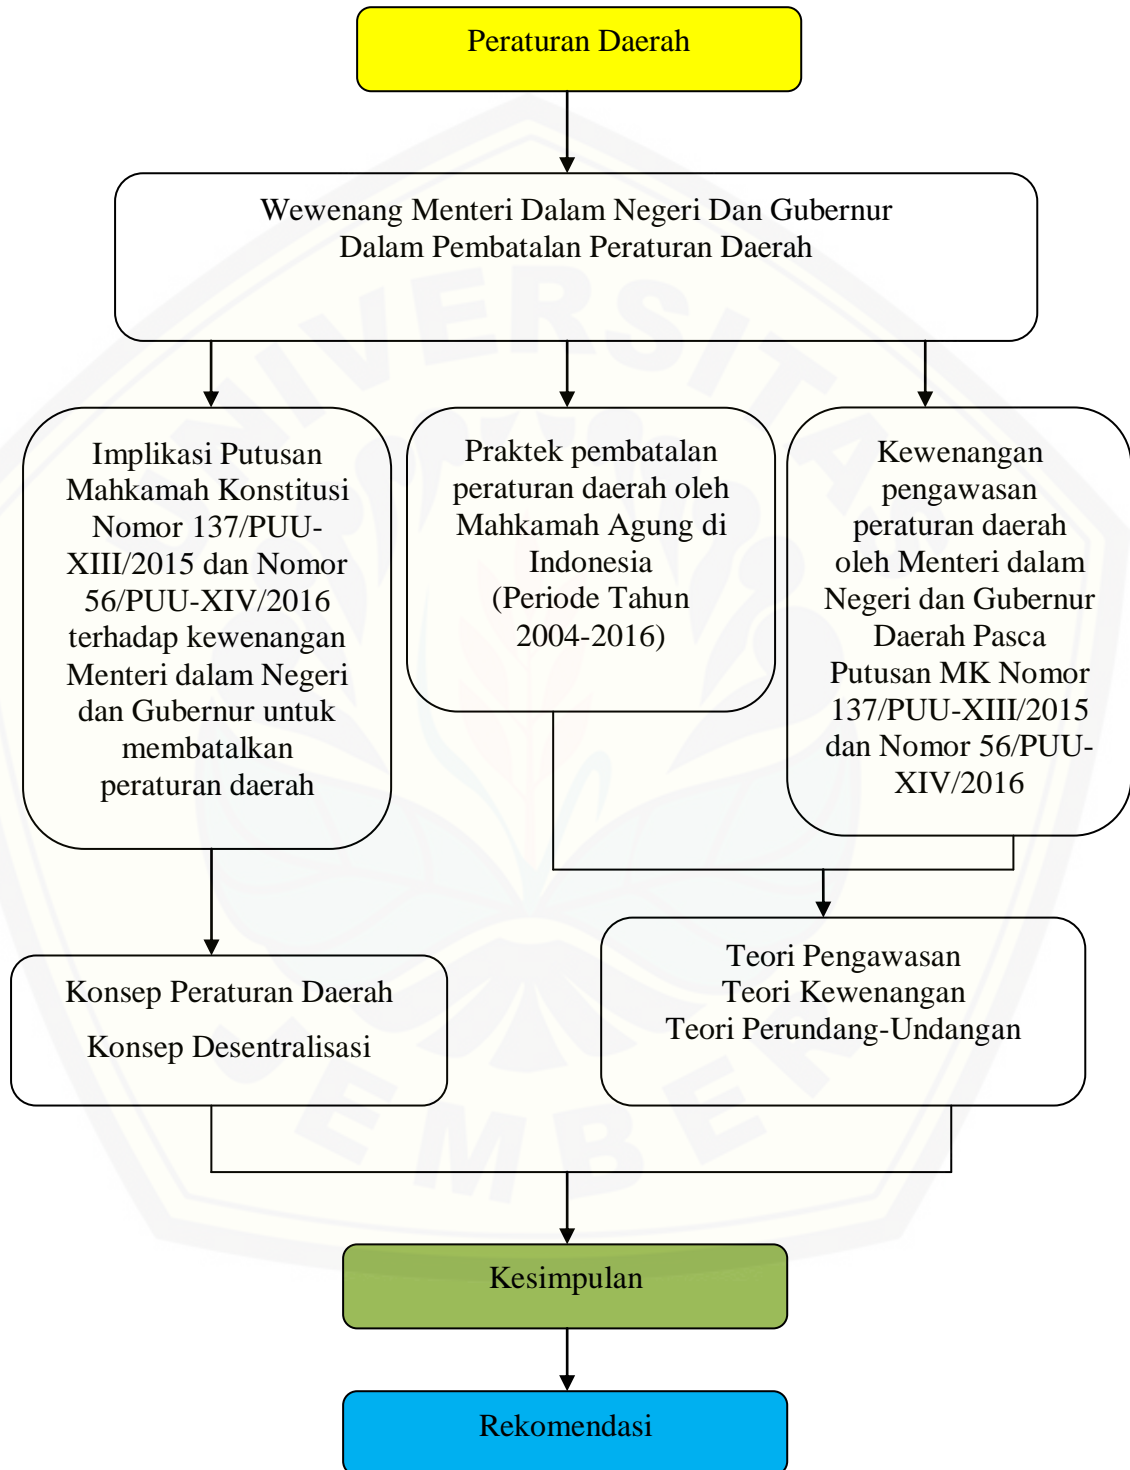 Peraturan Daerah
Wewenang Menteri Dalam Negeri Dan Gubernur
Dalam Pembatalan Peraturan Daerah
Implikasi Putusan
Mahkamah Konstitusi
Nomor 137/PUU-
XIII/2015 dan Nomor
56/PUU-XIV/2016
terhadap kewenangan
Menteri dalam Negeri
dan Gubernur untuk
membatalkan
peraturan daerah
Praktek pembatalan
peraturan daerah oleh
Mahkamah Agung di
Indonesia
(Periode Tahun
2004-2016)
Kewenangan
pengawasan
peraturan daerah
oleh Menteri dalam
Negeri dan Gubernur
Daerah Pasca
Putusan MK Nomor
137/PUU-XIII/2015
dan Nomor 56/PUU-
XIV/2016
Konsep Peraturan Daerah
Konsep Desentralisasi
Teori Pengawasan
Teori Kewenangan
Teori Perundang-Undangan
Kesimpulan
Rekomendasi
UNIVERSITAS
JEMBER